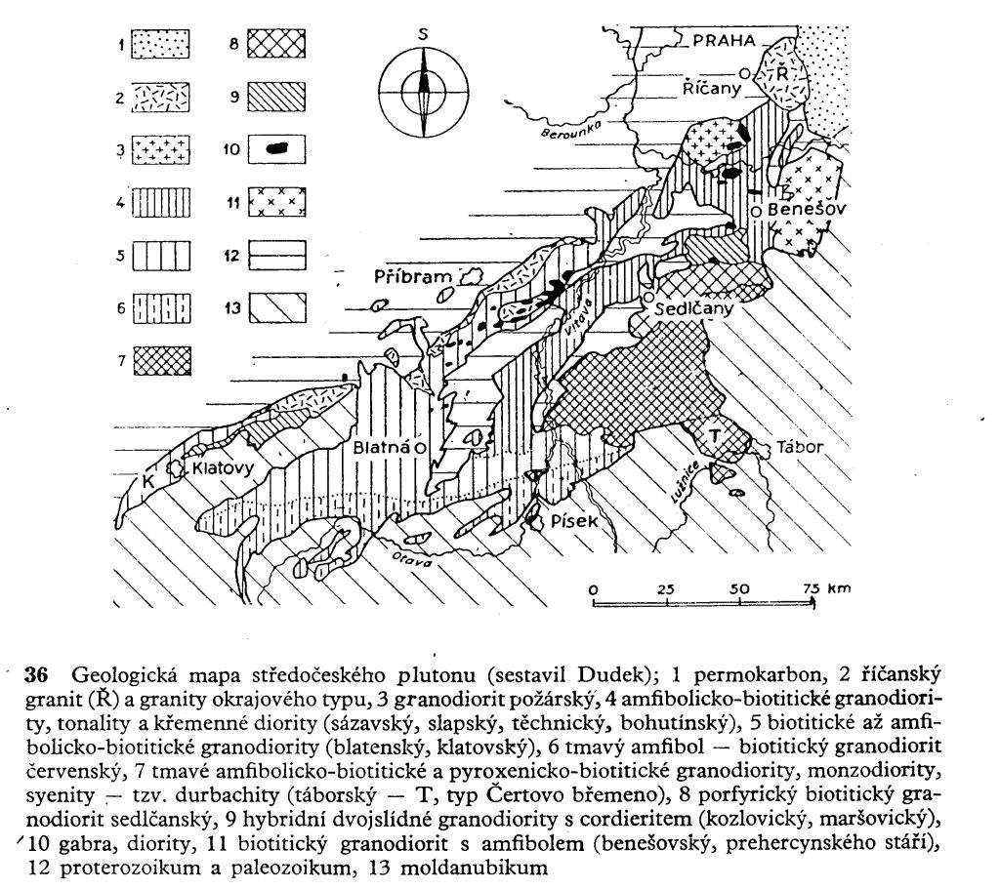 1
2
3
4
5
6
7
8
9
10
11
12
13
S
PRAHA
Ř
Říčany
Berounka
Benešov
Příbram
Sedlčany
Vltava
Blatná
T
Tábor
Lužnice
K
Klatovy
Písek
Otava
0 25 50 75 km
36 Geologická mapa středočeského plutonu (sestavil Dudek); 1 permokarbon, 2 říčanský
granit (Ř) a granity okrajového typu, 3 granodiorit požárský, 4 amfibolicko-biotitické granodiori-
ty, tonality a křemenné diority (sázavský, slapský, těchnický, bohutínský), 5 biotitické až amfi-
bolicko-biotitické granodiority (blatenský, klatovský), 6 tmavý amfibol — biotitický granodiorit
červenský, 7 tmavé amfibolicko-biotitické a pyroxenicko-biotitické granodiority, monzodiority,
syenity — tzv. durbachity (táborský — T, typ Čertovo břemeno), 8 porfyrický biotitický gra-
nodiorit sedlčanský, 9 hybridní dvojslídné granodiority s cordieritem (kozlovický, maršovický),
10 gabra, diority, 11 biotitický granodiorit s amfibolem (benešovský, prehercynského stáří),
12 proterozoikum a paleozoikum, 13 moldanubikum